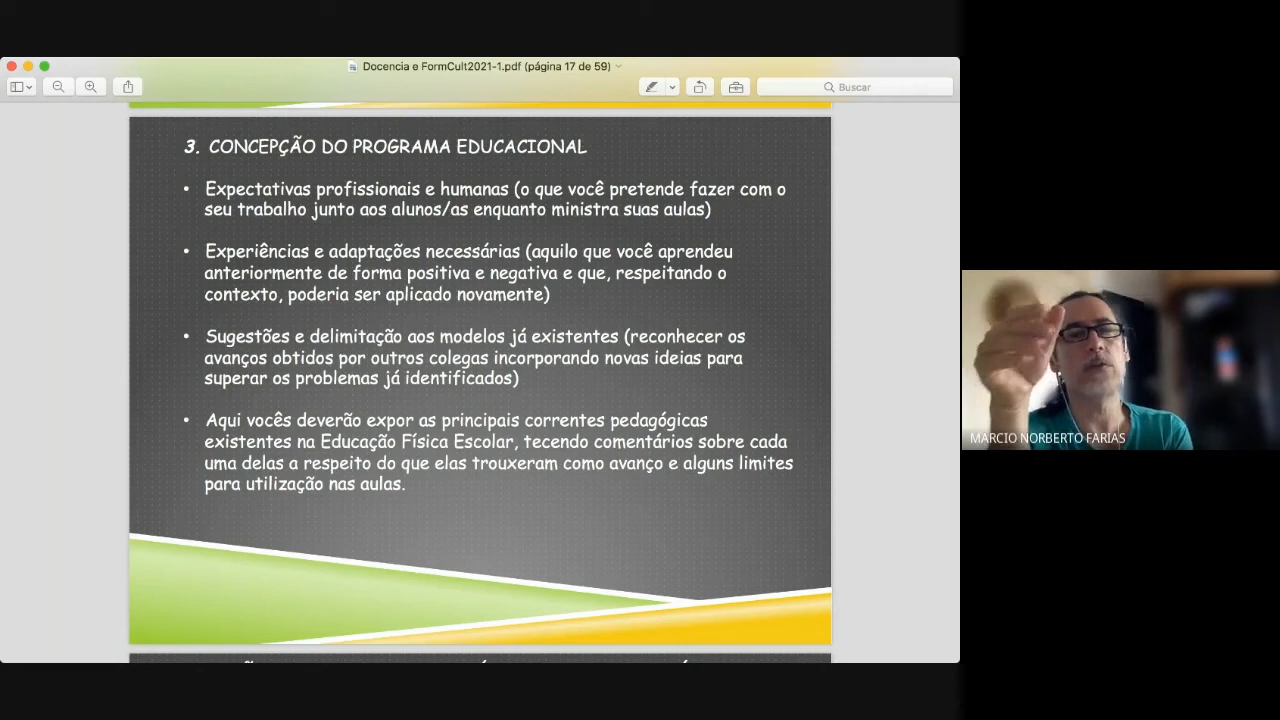 Docencia e FormCult2021-1.pdf (página 17 de 59)
Buscar
3. CONCEPÇÃO DO PROGRAMA EDUCACIONAL
• Expectativas profissionais e humanas (o que você pretende fazer com o
seu trabalho junto aos alunos/as enquanto ministra suas aulas)
• Experiências e adaptações necessárias (aquilo que você aprendeu
anteriormente de forma positiva e negativa e que, respeitando o
contexto, poderia ser aplicado novamente)
• Sugestões e delimitação aos modelos já existentes (reconhecer os
avanços obtidos por outros colegas incorporando novas ideias para
superar os problemas já identificados)
• Aqui vocês deverão expor as principais correntes pedagógicas
existentes na Educação Física Escolar, tecendo comentários sobre cada
uma delas a respeito do que elas trouxeram como avanço e alguns limites
para utilização nas aulas.
MARCIO NORBERTO FARIAS